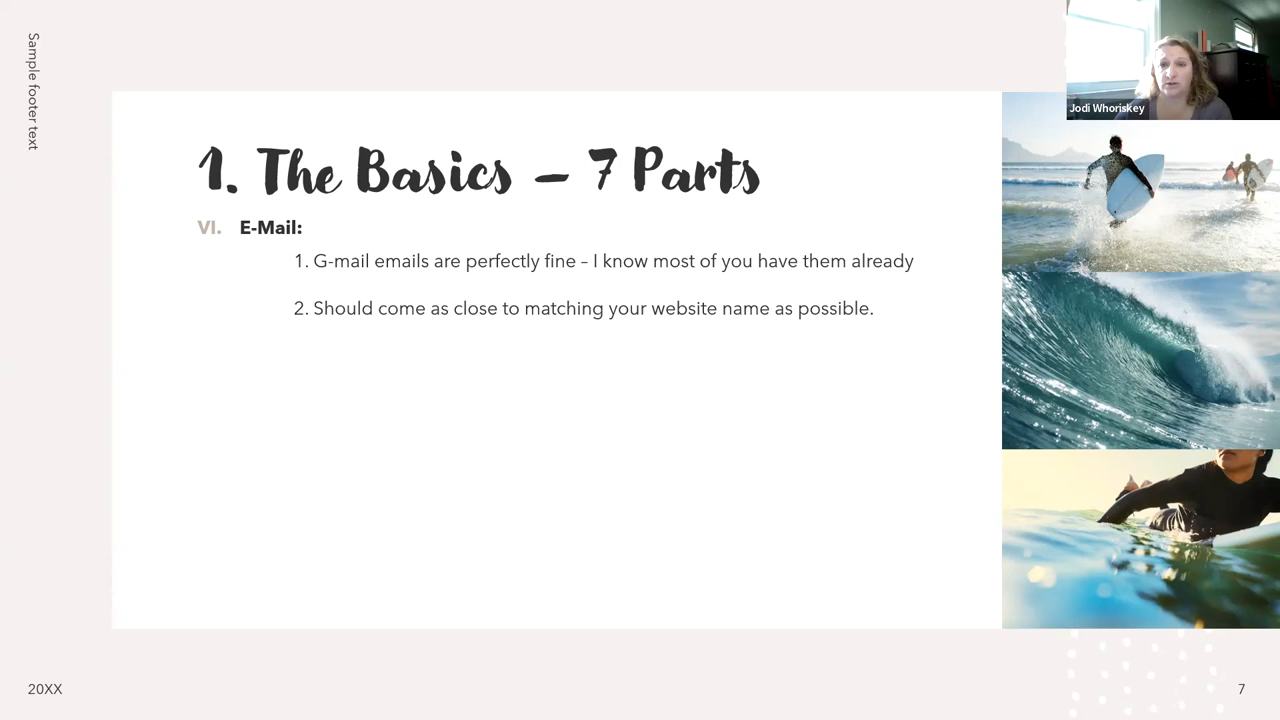 Sample footer text
Jodi Whoriskey
1. The Basics – 7 Parts
VI. E-Mail:
1. G-mail emails are perfectly fine – I know most of you have them already
2. Should come as close to matching your website name as possible.
20XX
7